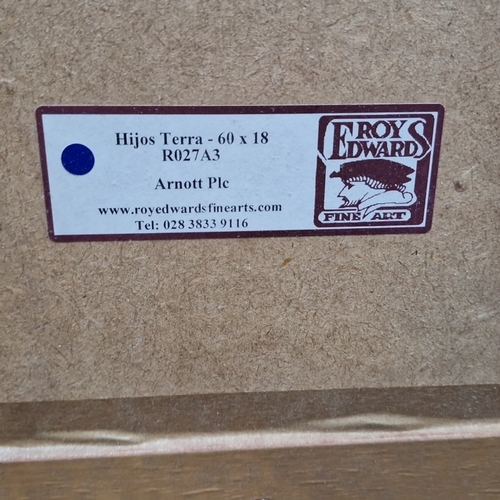 Hijos Terra - 60 x 18
R027A3
Arnott Plc
www.royedwardsfinearts.com
Tel: 028 3833 9116
ROY
EDWARDS
FINE ART